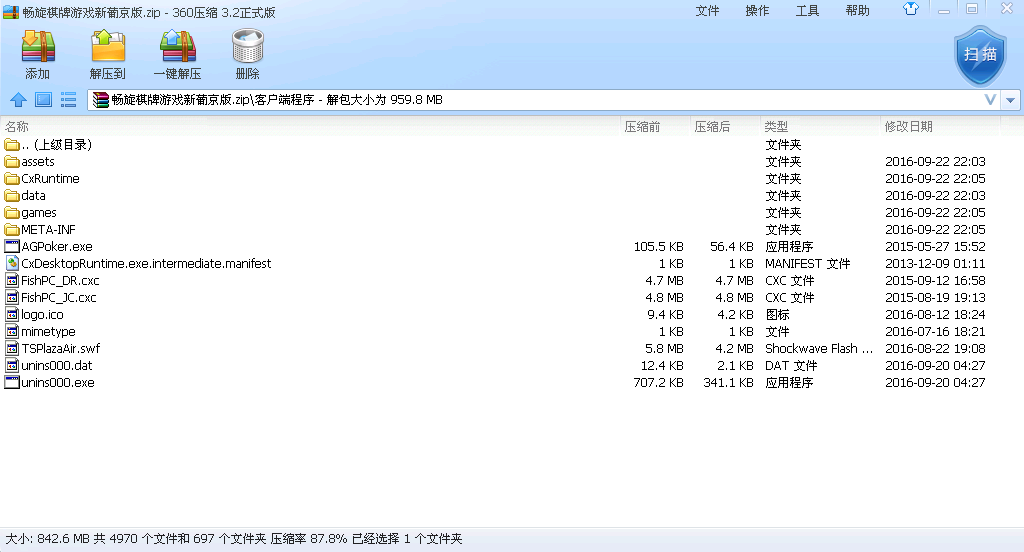 畅旋棋牌游戏新葡京版.zip - 360压缩 3.2正式版 文件 操作 工具 帮助
添加 解压到 一键解压 删除 扫描
畅旋棋牌游戏新葡京版.zip\客户端程序 - 解包大小为 959.8 MB
名称 压缩前 压缩后 类型 修改日期
.. (上级目录) 文件夹
assets 文件夹 2016-09-22 22:03
CxRuntime 文件夹 2016-09-22 22:05
data 文件夹 2016-09-22 22:03
games 文件夹 2016-09-22 22:05
META-INF 文件夹 2016-09-22 22:05
AGPoker.exe 105.5 KB 56.4 KB 应用程序 2015-05-27 15:52
CxDesktopRuntime.exe.intermediate.manifest 1 KB 1 KB MANIFEST 文件 2013-12-09 01:11
FishPC_DR.cxc 4.7 MB 4.7 MB CXC 文件 2015-09-12 16:58
FishPC_JC.cxc 4.8 MB 4.8 MB CXC 文件 2015-08-19 19:13
logo.ico 9.4 KB 4.2 KB 图标 2016-08-12 18:24
mimetype 1 KB 1 KB 文件 2016-07-16 18:21
TSPlazaAir.swf 5.8 MB 4.2 MB Shockwave Flash ... 2016-08-22 19:08
unins000.dat 12.4 KB 2.1 KB DAT 文件 2016-09-20 04:27
unins000.exe 707.2 KB 341.1 KB 应用程序 2016-09-20 04:27
大小: 842.6 MB 共 4970 个文件和 697 个文件夹 压缩率 87.8% 已经选择 1 个文件夹